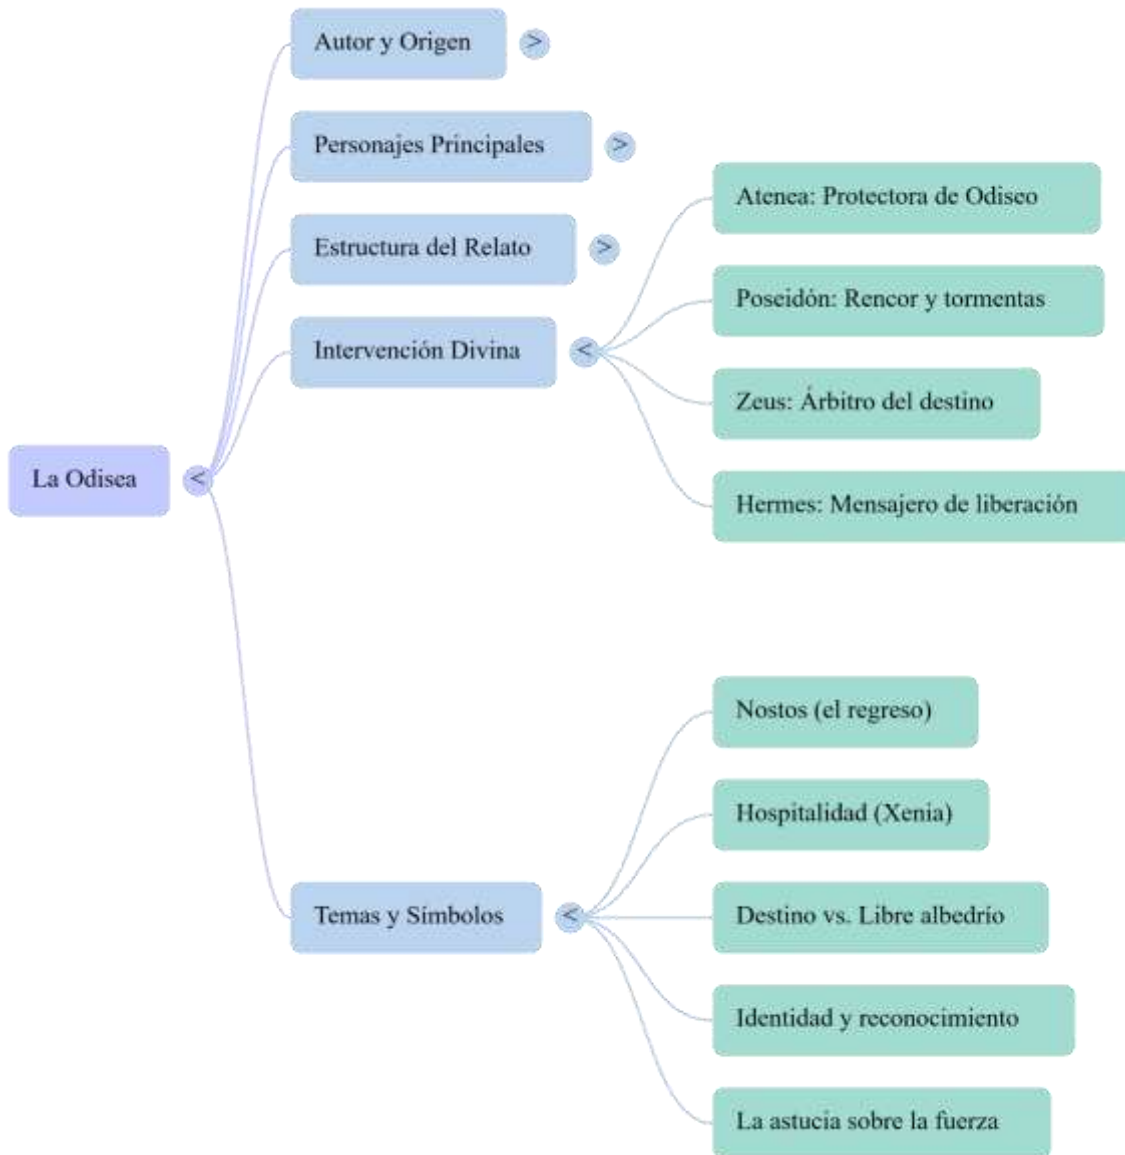 La Odisea
<
Autor y Origen
>
Personajes Principales
>
Estructura del Relato
>
Intervención Divina
<
Atenea: Protectora de Odiseo
Poseidón: Rencor y tormentas
Zeus: Árbitro del destino
Hermes: Mensajero de liberación
Temas y Símbolos
<
Nostos (el regreso)
Hospitalidad (Xenia)
Destino vs. Libre albedrío
Identidad y reconocimiento
La astucia sobre la fuerza